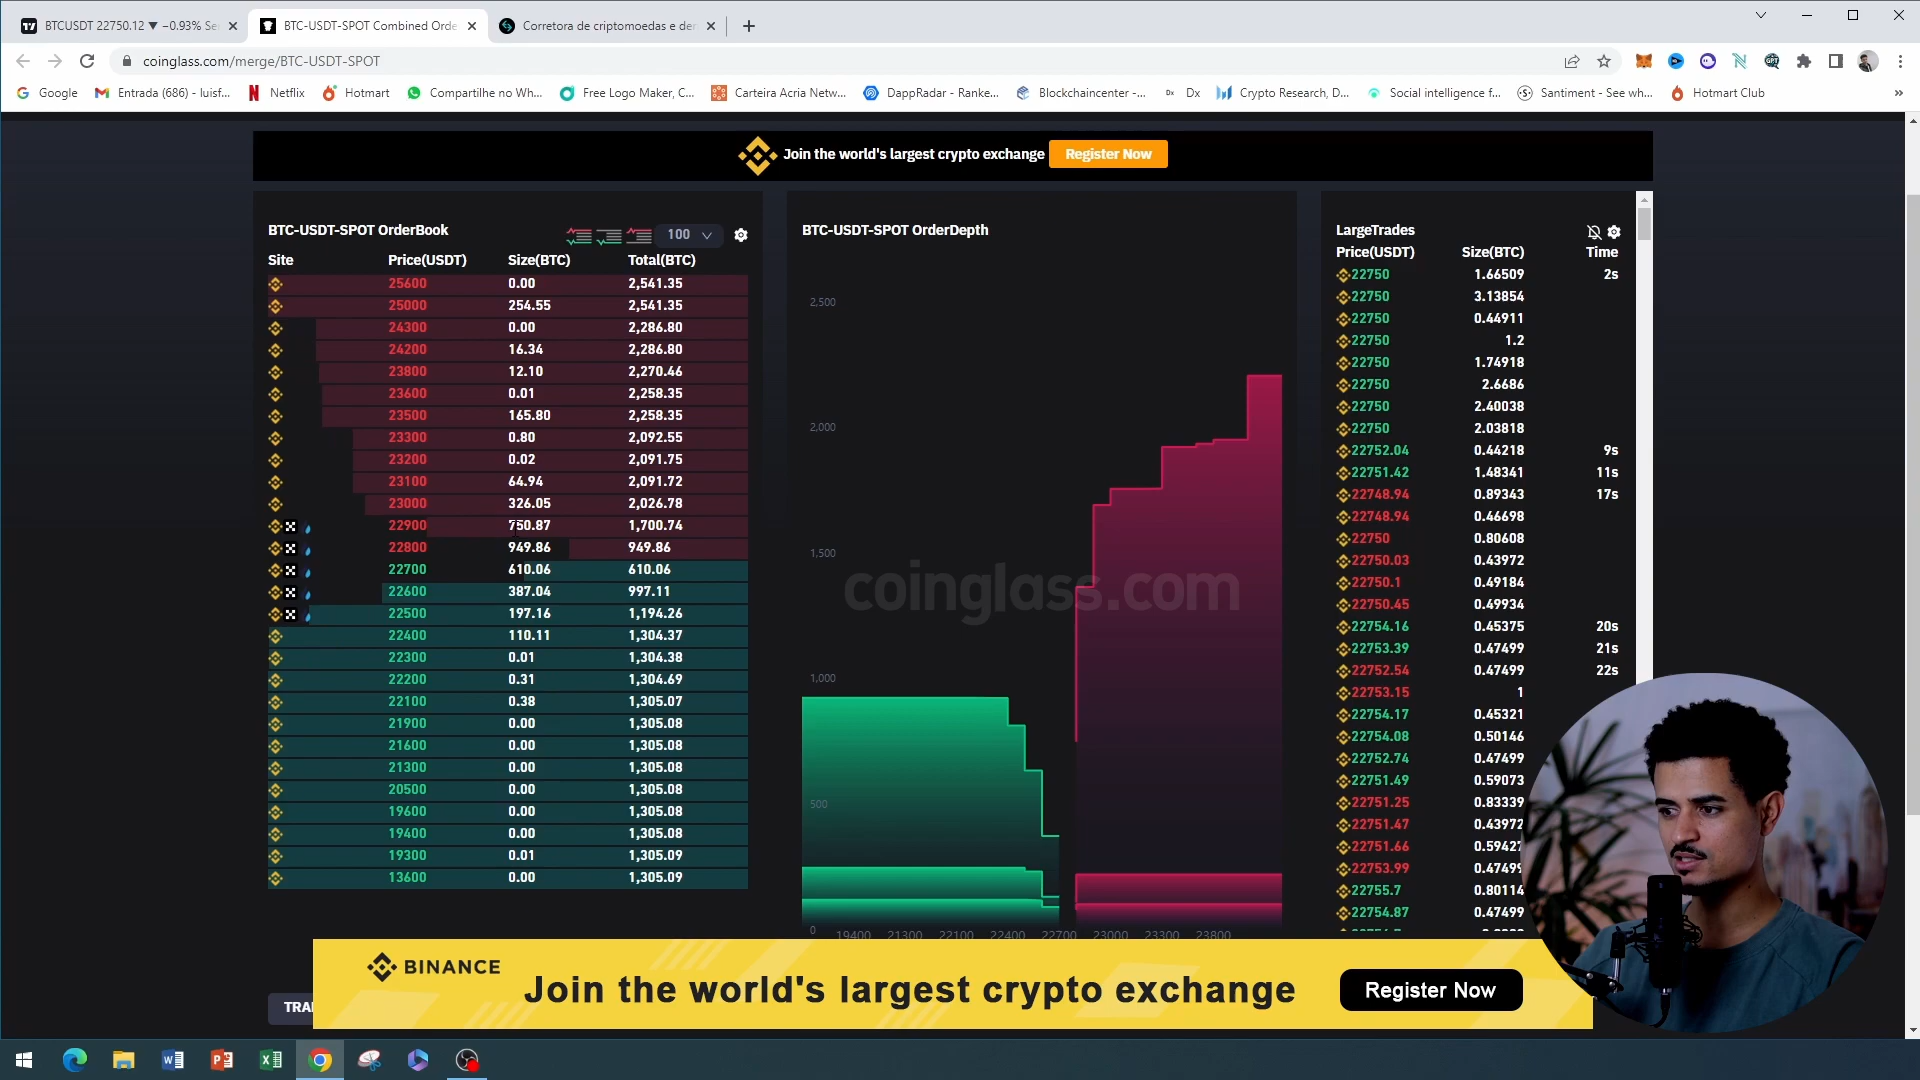 BTCUSDT 22750.12 ▼ −0.93% Se
BTC-USDT-SPOT Combined Orde
Corretora de criptomoedas e der
coinglass.com/merge/BTC-USDT-SPOT
Google
Entrada (686) - luisf...
Netflix
Hotmart
Compartilhe no Wh...
Free Logo Maker, C...
Carteira Acria Netw...
DappRadar - Ranke...
Blockchaincenter -...
Dx
Dx
Crypto Research, D...
Social intelligence f...
Santiment - See wh...
Hotmart Club
»
Join the world's largest crypto exchange
Register Now
BTC-USDT-SPOT OrderBook
100
Site Price(USDT) Size(BTC) Total(BTC)
25600 0.00 2,541.35
25000 254.55 2,541.35
24300 0.00 2,286.80
24200 16.34 2,286.80
23800 12.10 2,270.46
23600 0.01 2,258.35
23500 165.80 2,258.35
23300 0.80 2,092.55
23200 0.02 2,091.75
23100 64.94 2,091.72
23000 326.05 2,026.78
22900 750.87 1,700.74
22800 949.86 949.86
22700 610.06 610.06
22600 387.04 997.11
22500 197.16 1,194.26
22400 110.11 1,304.37
22300 0.01 1,304.38
22200 0.31 1,304.69
22100 0.38 1,305.07
21900 0.00 1,305.08
21600 0.00 1,305.08
21300 0.00 1,305.08
20500 0.00 1,305.08
19600 0.00 1,305.08
19400 0.00 1,305.08
19300 0.01 1,305.09
13600 0.00 1,305.09
BTC-USDT-SPOT OrderDepth
2,500
2,000
1,500
coinglass.com
1,000
500
0
19400 21300 22100 22400 22700 23000 23300 23800
LargeTrades
Price(USDT) Size(BTC) Time
22750 1.66509 2s
22750 3.13854
22750 0.44911
22750 1.2
22750 1.74918
22750 2.6686
22750 2.40038
22750 2.03818
22752.04 0.44218 9s
22751.42 1.48341 11s
22748.94 0.89343 17s
22748.94 0.46698
22750 0.80608
22750.03 0.43972
22750.1 0.49184
22750.45 0.49934
22754.16 0.45375 20s
22753.39 0.47499 21s
22752.54 0.47499 22s
22753.15 1
22754.17 0.45321
22754.08 0.50146
22752.74 0.47499
22751.49 0.59073
22751.25 0.83339
22751.47 0.43972
22751.66 0.59427
22753.99 0.47499
22755.7 0.80114
22754.87 0.47499
TRA
BINANCE
Join the world's largest crypto exchange
Register Now